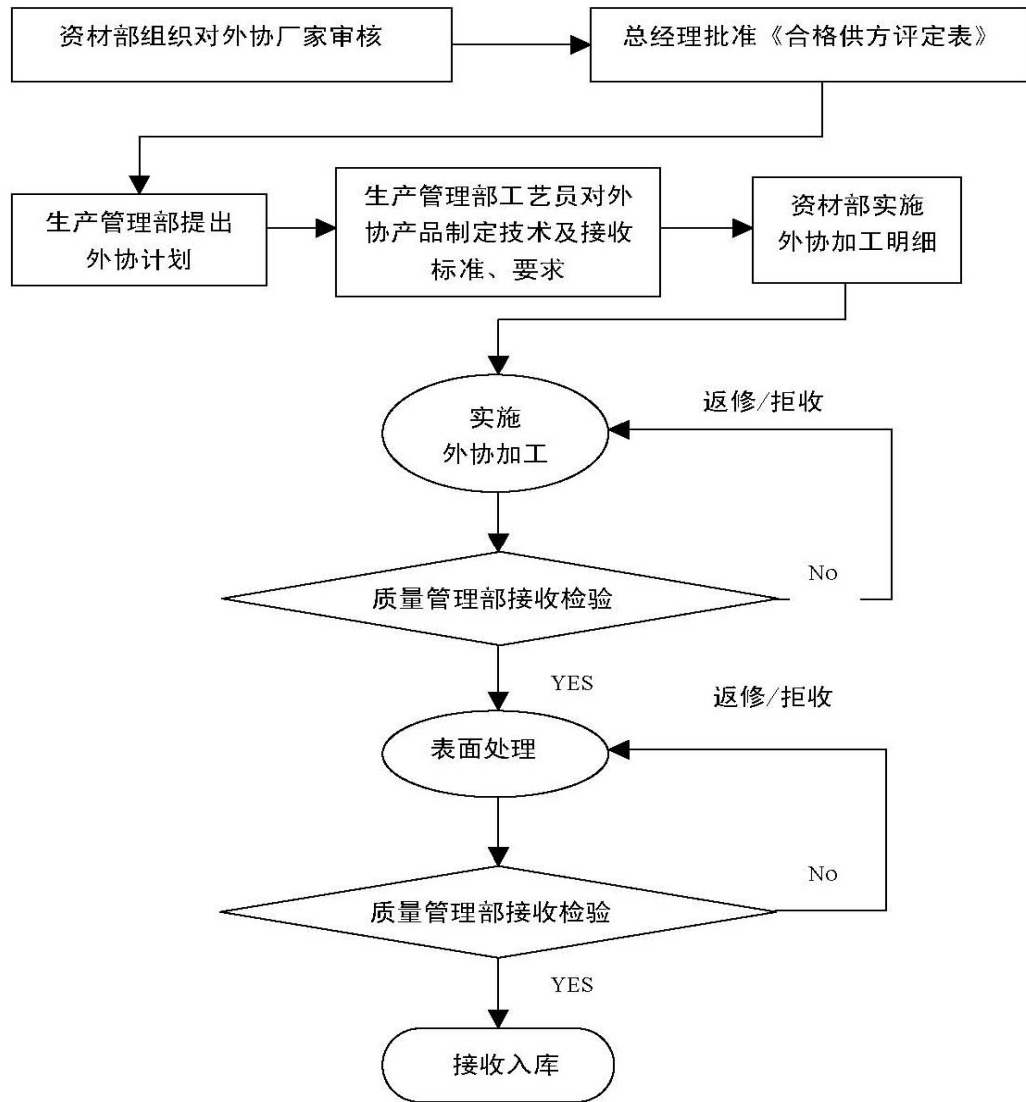 资材部组织对外协厂家审核
总经理批准《合格供方评定表》
生产管理部提出
外协计划
生产管理部工艺员对外
协产品制定技术及接收
标准、要求
资材部实施
外协加工明细
实施
外协加工
返修/拒收
质量管理部接收检验
No
YES
返修/拒收
表面处理
质量管理部接收检验
No
YES
接收入库